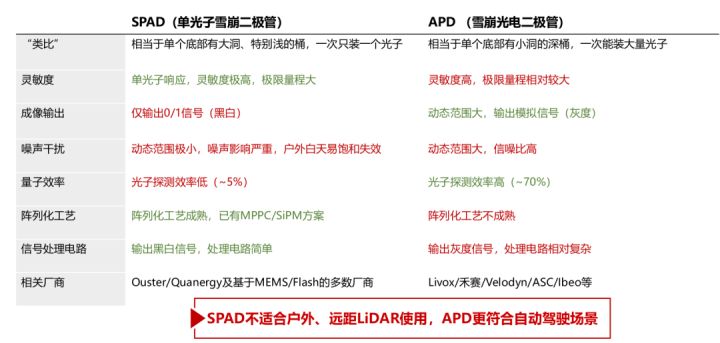 SPAD（单光子雪崩二极管） APD （雪崩光电二极管）
“类比” 相当于单个底部有大洞、特别浅的桶，一次只装一个光子 相当于单个底部有小洞的深桶，一次能装大量光子
灵敏度 单光子响应，灵敏度极高，极限量程大 灵敏度高，极限量程相对较大
成像输出 仅输出0/1信号（黑白） 动态范围大，输出模拟信号（灰度）
噪声干扰 动态范围极小，噪声影响严重，户外白天易饱和失效 动态范围大，信噪比高
量子效率 光子探测效率低（~5%） 光子探测效率高（~70%）
阵列化工艺 阵列化工艺成熟，已有MPPC/SiPM方案 阵列化工艺不成熟
信号处理电路 输出黑白信号，处理电路简单 输出灰度信号，处理电路相对复杂
相关厂商 Ouster/Quanergy及基于MEMS/Flash的多数厂商 Livox/禾赛/Velodyn/ASC/Ibeo等
SPAD不适合户外、远距LiDAR使用，APD更符合自动驾驶场景